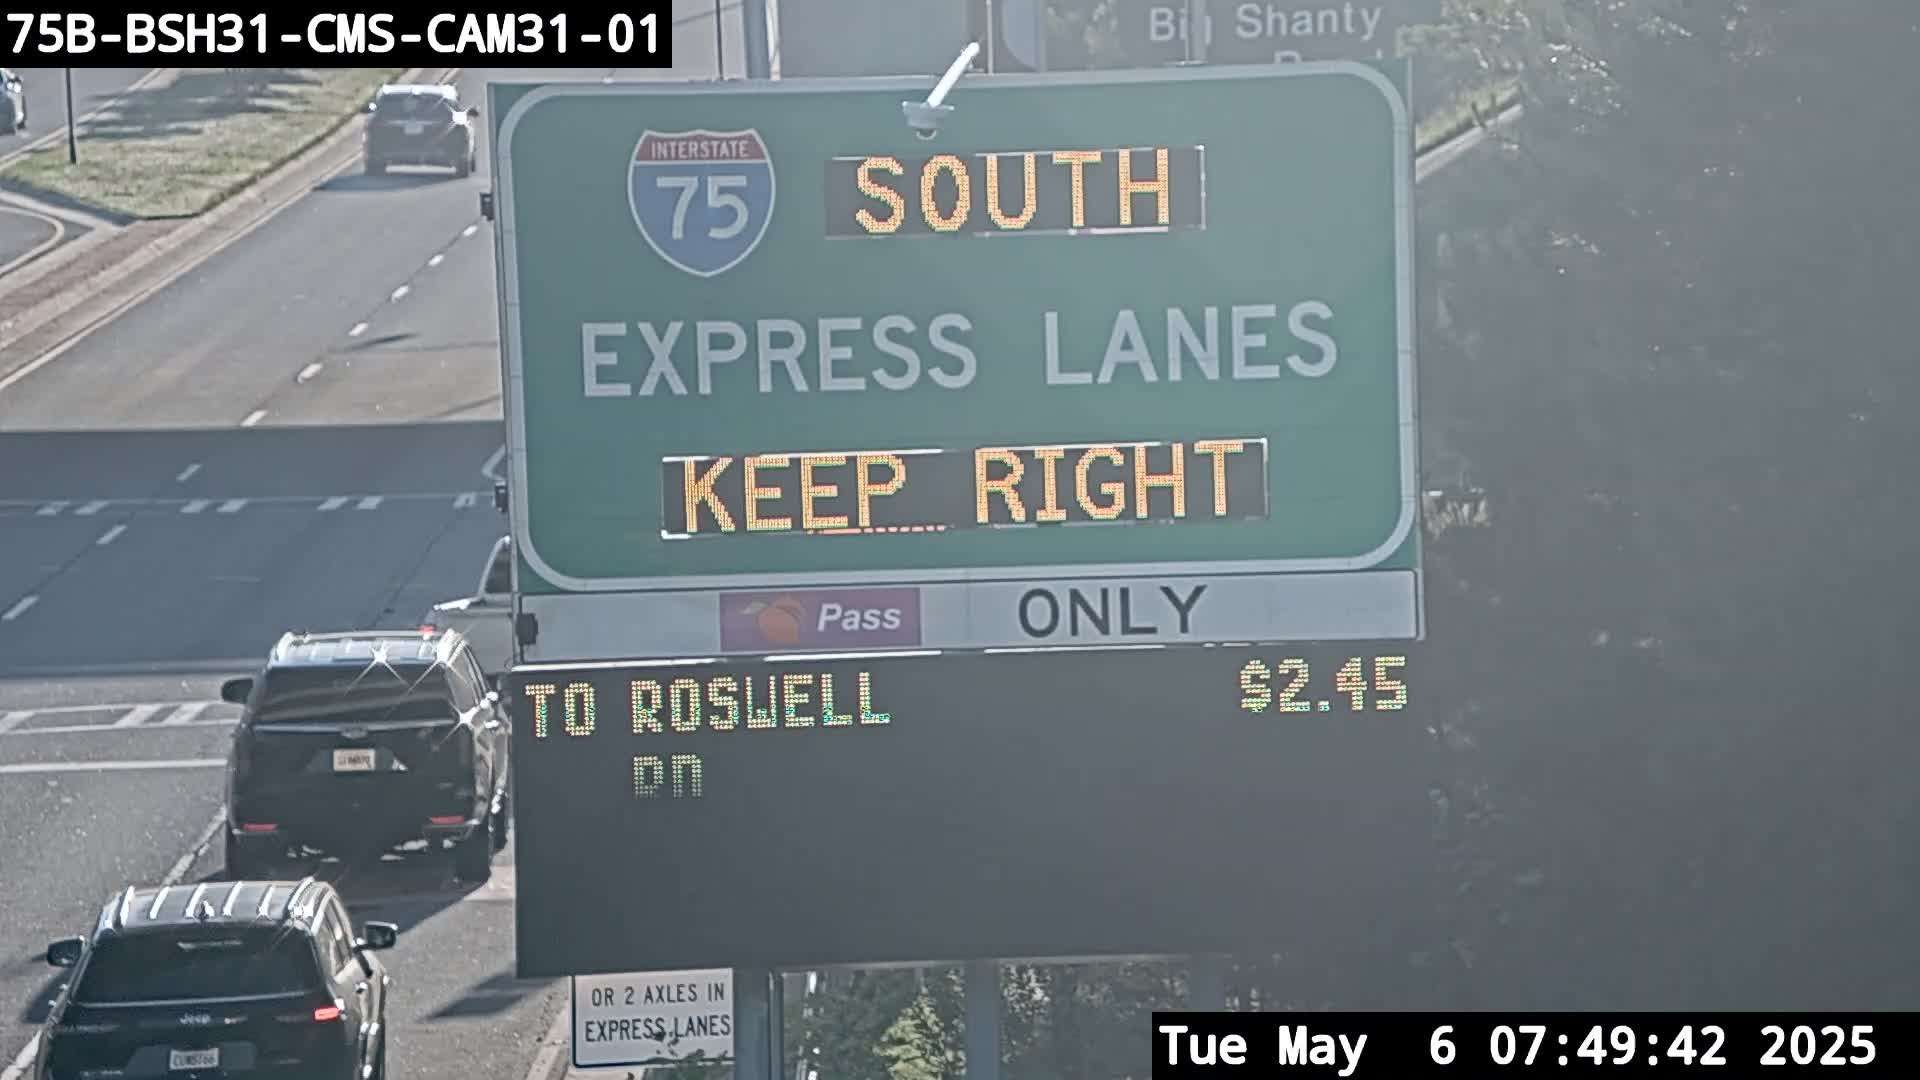 75B-BSH31-CMS-CAM31-01
Big Shanty
INTERSTATE
75
SOUTH
EXPRESS LANES
KEEP RIGHT
Pass ONLY
TO ROSWELL $2.45
OR 2 AXLES IN
EXPRESS LANES
Jeep
Tue May 6 07:49:42 2025